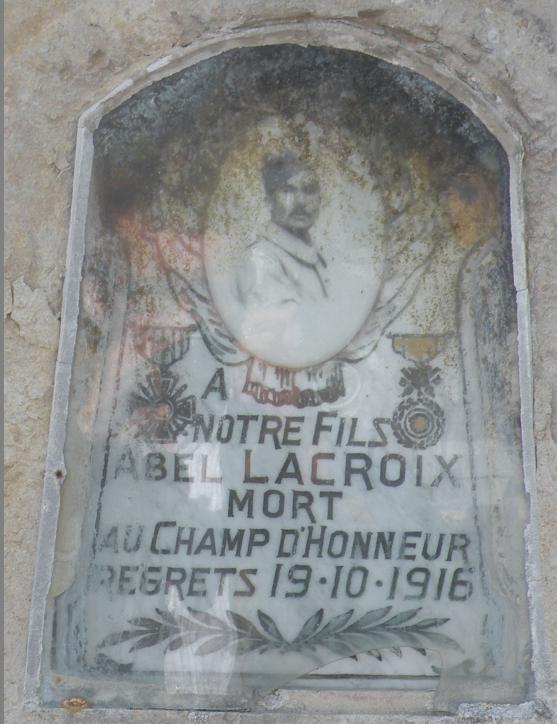 A
NOTRE FILS
ABEL LACROIX
MORT
AU CHAMP D'HONNEUR
REGRETS 19·10·1916